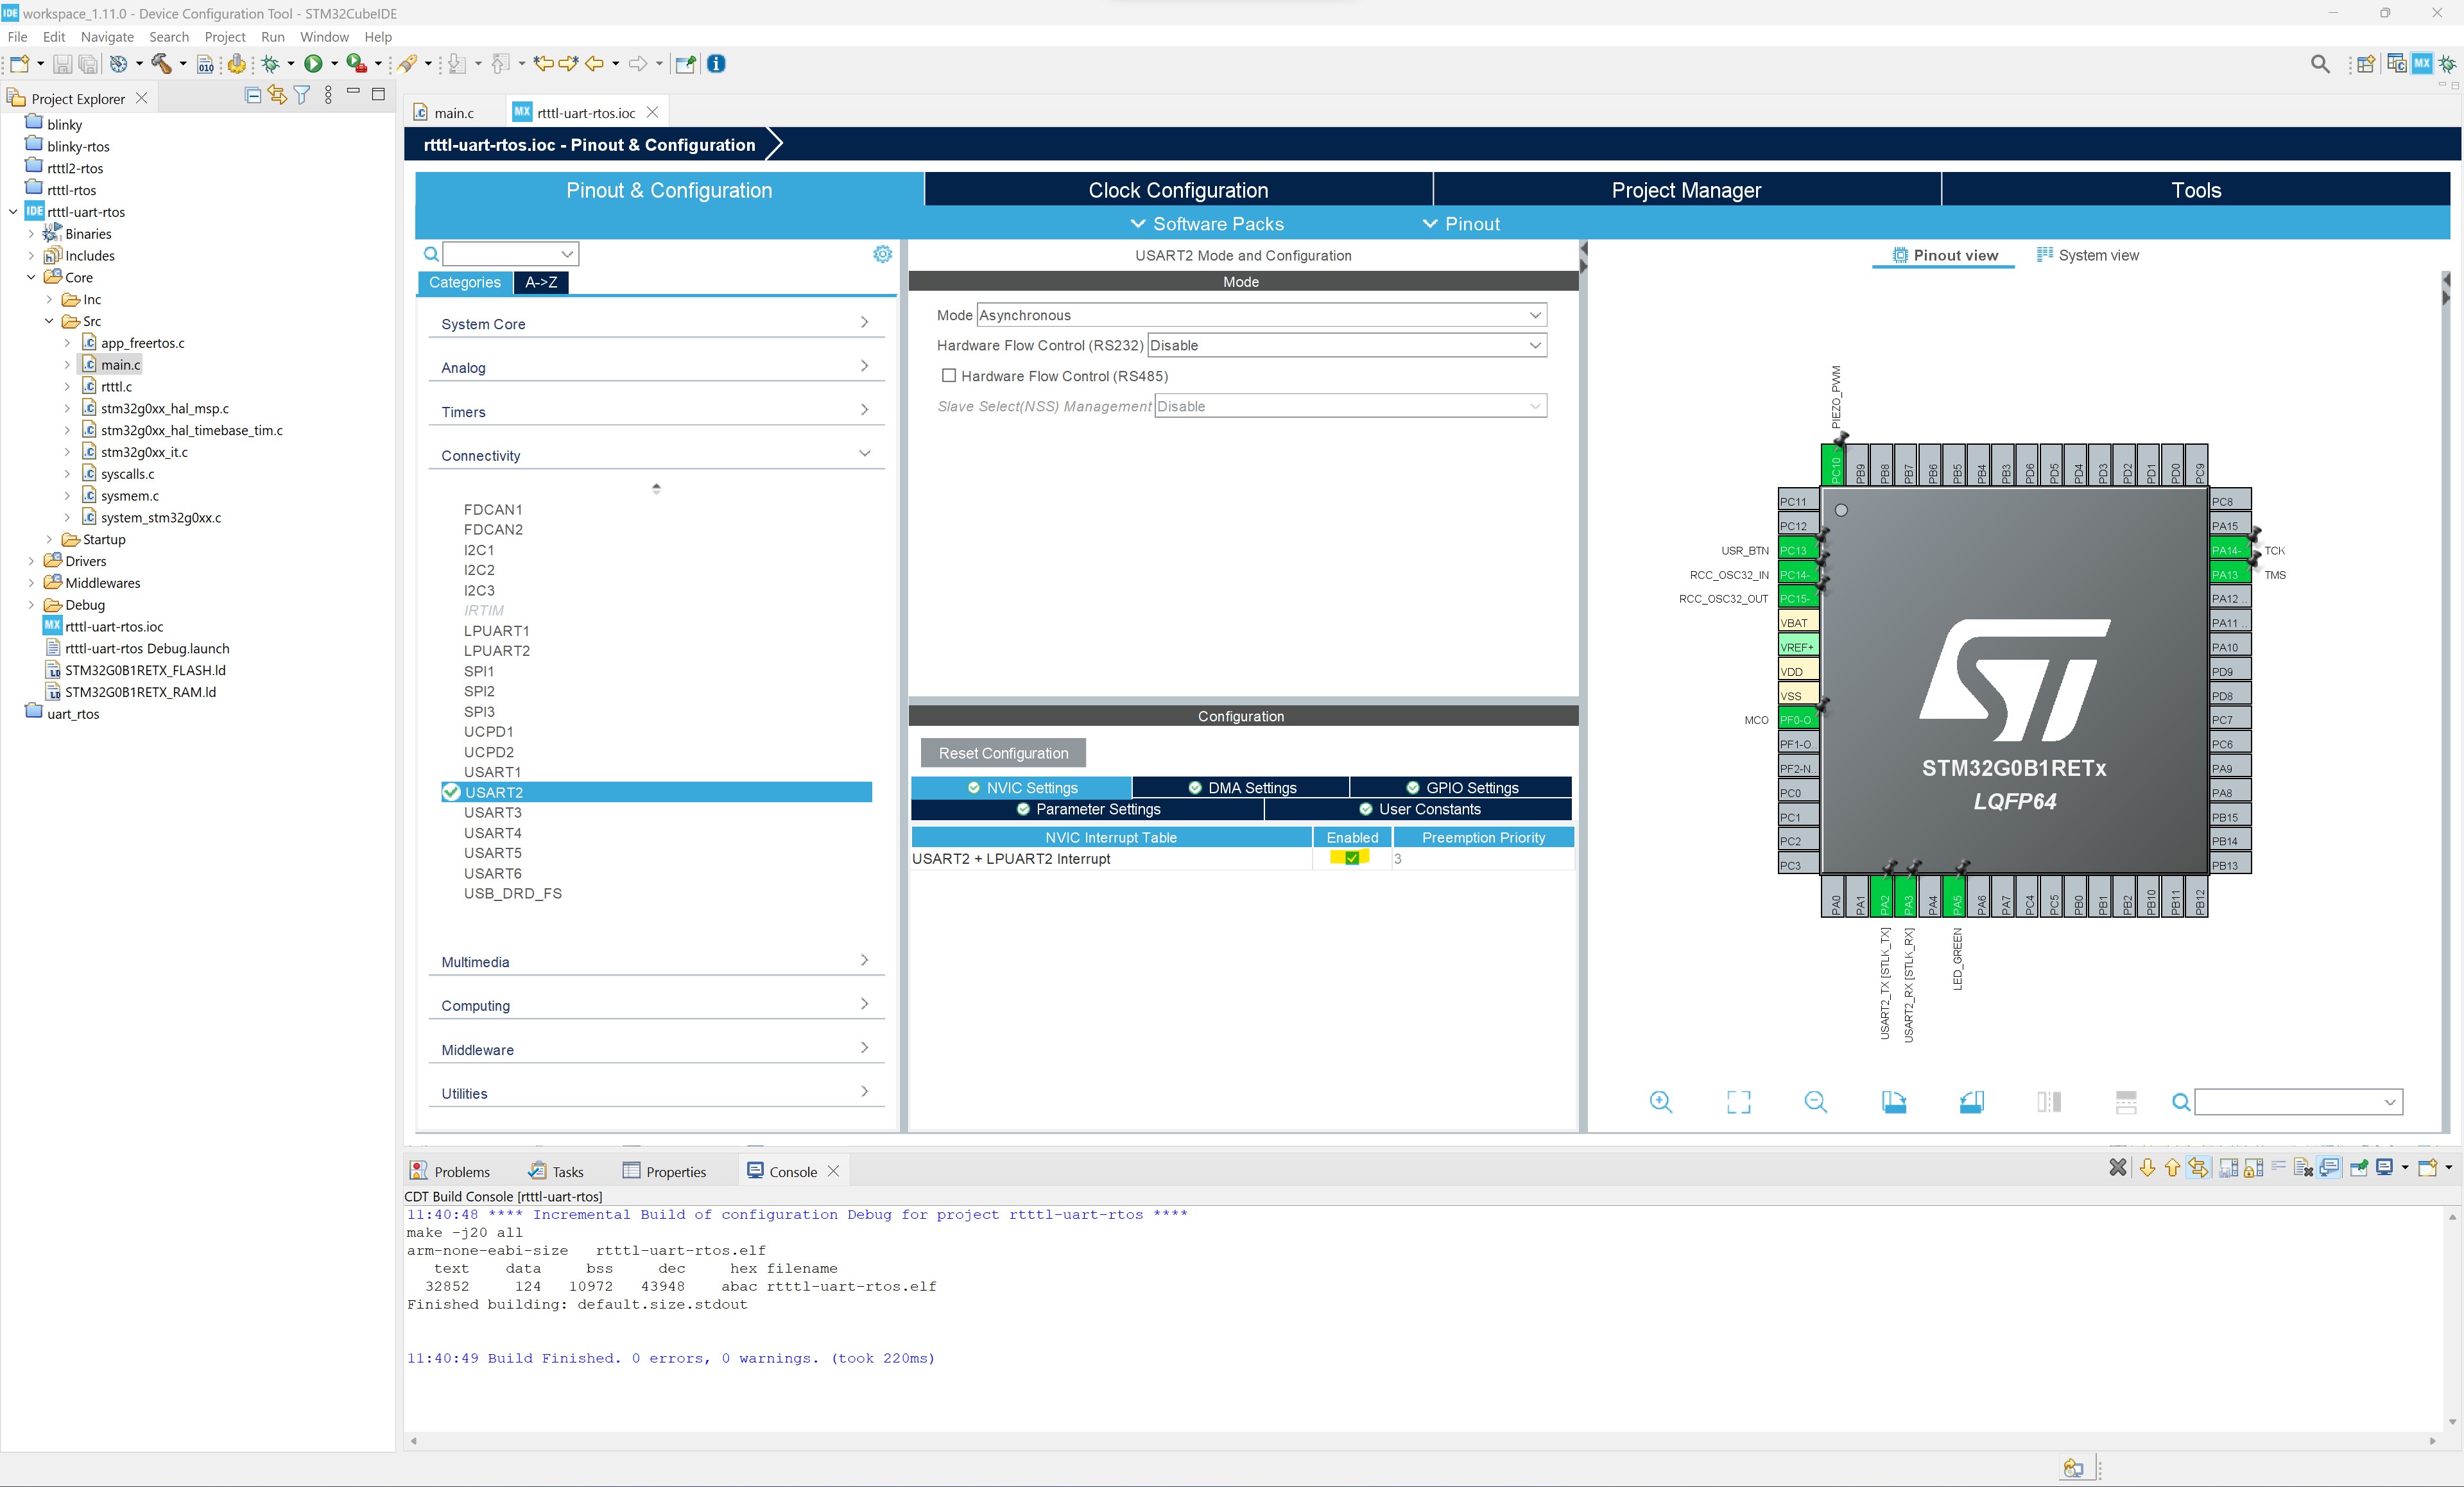 IDE workspace_1.11.0 - Device Configuration Tool - STM32CubeIDE
File Edit Navigate Search Project Run Window Help
010
MX
Project Explorer
blinky
blinky-rtos
rtttl2-rtos
rtttl-rtos
IDE rtttl-uart-rtos
Binaries
Includes
Core
Inc
Src
app_freertos.c
main.c
rtttl.c
stm32g0xx_hal_msp.c
stm32g0xx_hal_timebase_tim.c
stm32g0xx_it.c
syscalls.c
sysmem.c
system_stm32g0xx.c
Startup
Drivers
Middlewares
Debug
MX rtttl-uart-rtos.ioc
rtttl-uart-rtos Debug.launch
STM32G0B1RETX_FLASH.ld
STM32G0B1RETX_RAM.ld
uart_rtos
main.c
MX rtttl-uart-rtos.ioc
rtttl-uart-rtos.ioc - Pinout & Configuration
Pinout & Configuration
Clock Configuration
Project Manager
Tools
Software Packs
Pinout
Categories
A->Z
System Core
Analog
Timers
Connectivity
FDCAN1
FDCAN2
I2C1
I2C2
I2C3
IRTIM
LPUART1
LPUART2
SPI1
SPI2
SPI3
UCPD1
UCPD2
USART1
USART2
USART3
USART4
USART5
USART6
USB_DRD_FS
Multimedia
Computing
Middleware
Utilities
USART2 Mode and Configuration
Mode
Mode Asynchronous
Hardware Flow Control (RS232) Disable
Hardware Flow Control (RS485)
Slave Select(NSS) Management Disable
Configuration
Reset Configuration
NVIC Settings
DMA Settings
GPIO Settings
Parameter Settings
User Constants
NVIC Interrupt Table Enabled Preemption Priority
USART2 + LPUART2 Interrupt 3
Pinout view
System view
PIEZO_PWM
PC10 PB9 PB8 PB7 PB6 PB5 PB4 PB3 PD6 PD5 PD4 PD3 PD2 PD1 PD0 PC9
PC11
PC12
USR_BTN PC13
RCC_OSC32_IN PC14-
RCC_OSC32_OUT PC15-
VBAT
VREF+
VDD
VSS
MCO PF0-O
PF1-O..
PF2-N..
PC0
PC1
PC2
PC3
ST
STM32G0B1RETx
LQFP64
PC8
PA15
PA14- TCK
PA13 TMS
PA12 ..
PA11 ..
PA10
PD9
PD8
PC7
PC6
PA9
PA8
PB15
PB14
PB13
PA0 PA1 PA2 PA3 PA4 PA5 PA6 PA7 PC4 PC5 PB0 PB1 PB2 PB10 PB11 PB12
USART2_TX [STLK_TX]
USART2_RX [STLK_RX]
LED_GREEN
Problems
Tasks
Properties
Console
CDT Build Console [rtttl-uart-rtos]
11:40:48 **** Incremental Build of configuration Debug for project rtttl-uart-rtos ****
make -j20 all
arm-none-eabi-size rtttl-uart-rtos.elf
text data bss dec hex filename
32852 124 10972 43948 abac rtttl-uart-rtos.elf
Finished building: default.size.stdout
11:40:49 Build Finished. 0 errors, 0 warnings. (took 220ms)